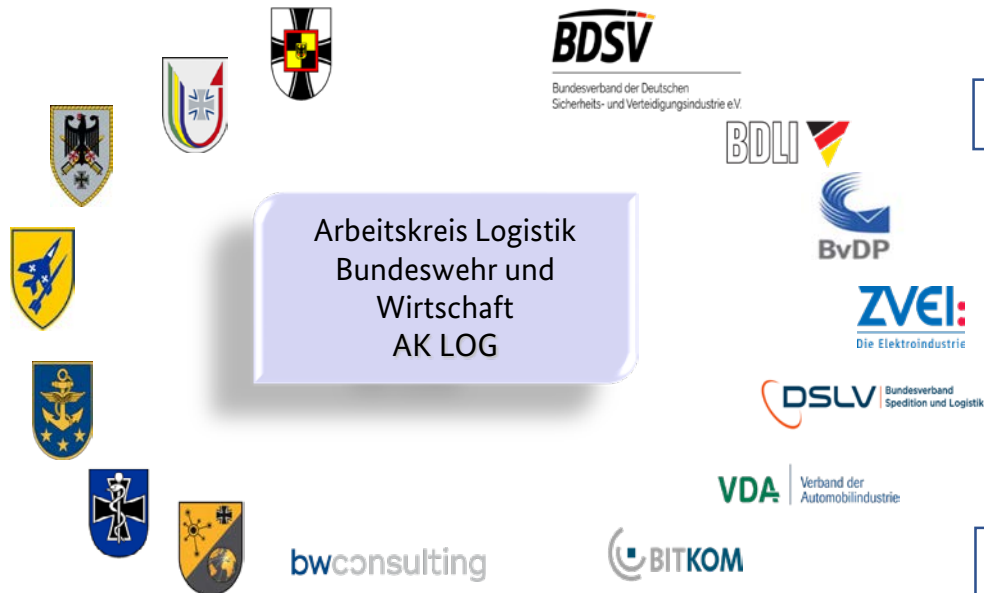 BDSV
Bundesverband der Deutschen
Sicherheits- und Verteidigungsindustrie e.V.
BDLI
BvDP
Arbeitskreis Logistik
Bundeswehr und
Wirtschaft
AK LOG
ZVEI:
Die Elektroindustrie
DSLV Bundesverband
Spedition und Logistik
VDA Verband der
Automobilindustrie
bwconsulting
BITKOM